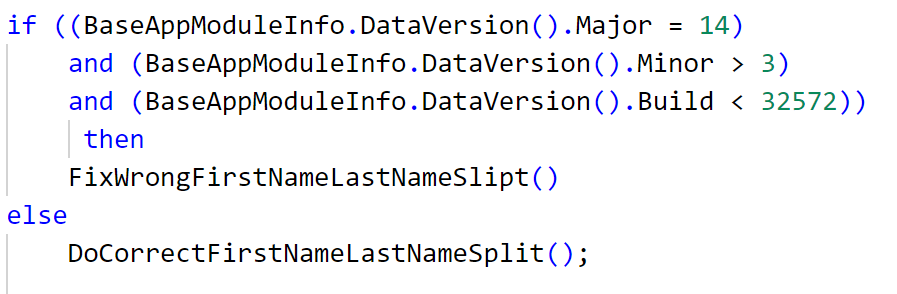 if ((BaseAppModuleInfo.DataVersion().Major = 14)
and (BaseAppModuleInfo.DataVersion().Minor > 3)
and (BaseAppModuleInfo.DataVersion().Build < 32572))
then
FixWrongFirstNameLastNameSlipt()
else
DoCorrectFirstNameLastNameSplit();